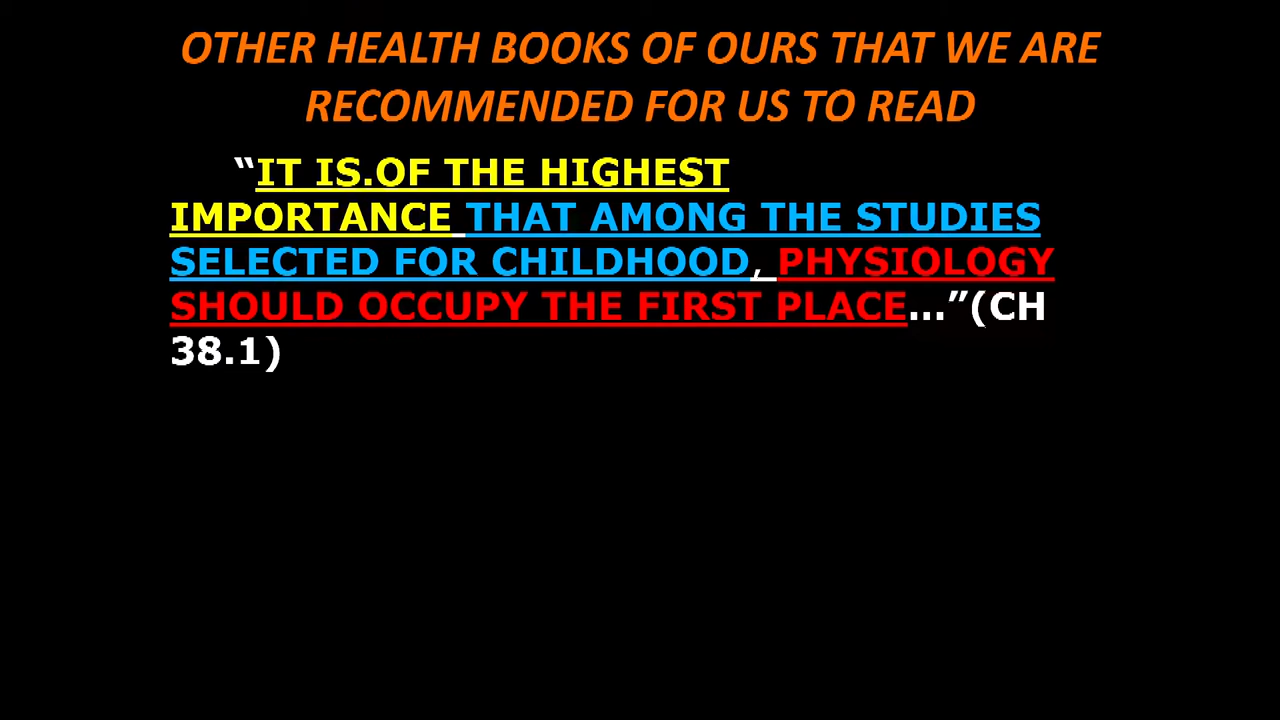 OTHER HEALTH BOOKS OF OURS THAT WE ARE
RECOMMENDED FOR US TO READ
“IT IS.OF THE HIGHEST
IMPORTANCE THAT AMONG THE STUDIES
SELECTED FOR CHILDHOOD, PHYSIOLOGY
SHOULD OCCUPY THE FIRST PLACE…”(CH
38.1)